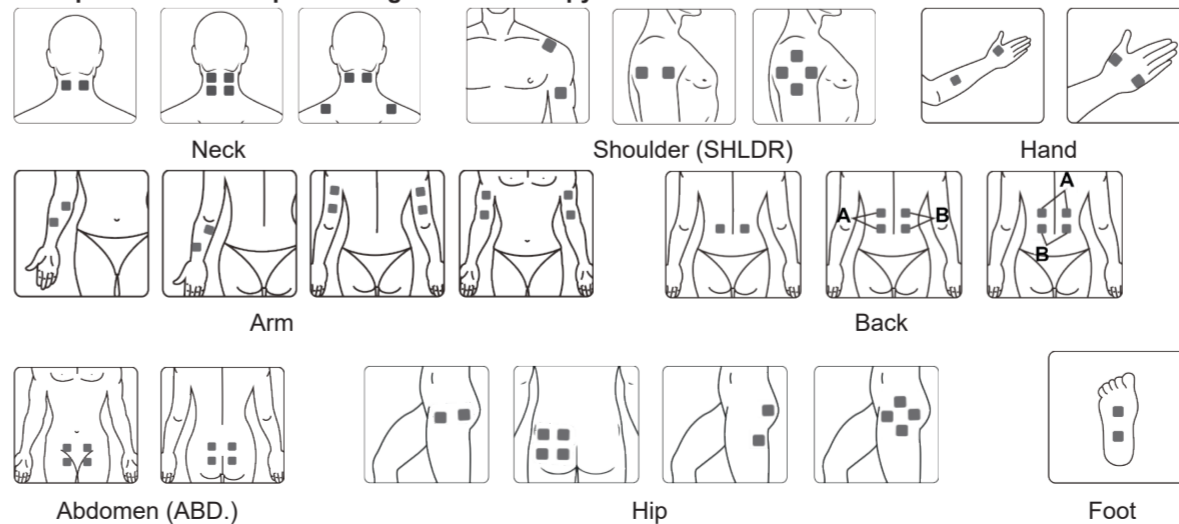 Neck
Shoulder (SHLDR)
Hand
A
A
B
B
Arm
Back
Abdomen (ABD.)
Hip
Foot